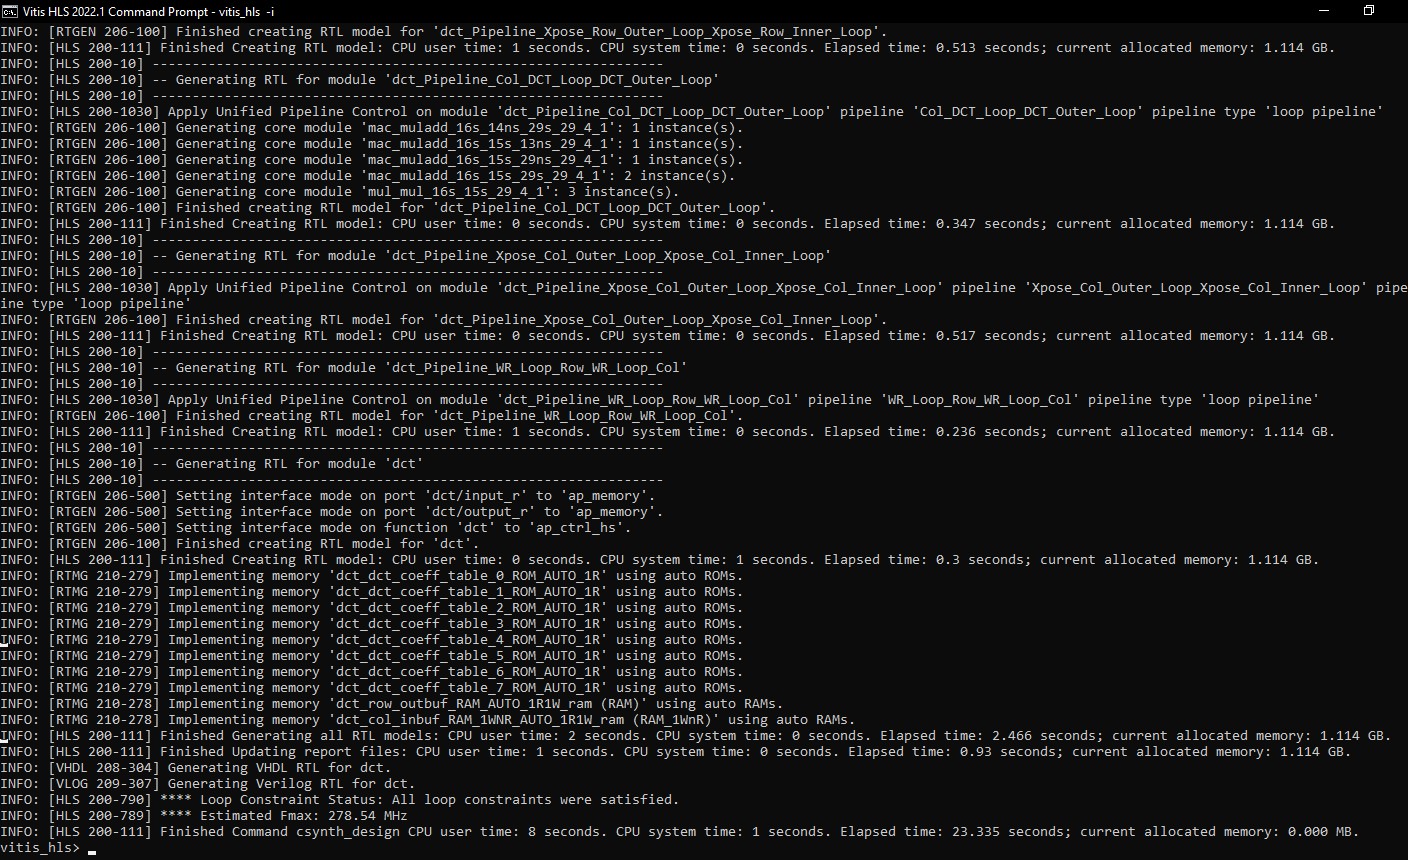 Vitis HLS 2022.1 Command Prompt - vitis_hls -i
INFO: [RTGEN 206-100] Finished creating RTL model for 'dct_Pipeline_Xpose_Row_Outer_Loop_Xpose_Row_Inner_Loop'.
INFO: [HLS 200-111] Finished Creating RTL model: CPU user time: 1 seconds. CPU system time: 0 seconds. Elapsed time: 0.513 seconds; current allocated memory: 1.114 GB.
INFO: [HLS 200-10] ----------------------------------------------------------------
INFO: [HLS 200-10] -- Generating RTL for module 'dct_Pipeline_Col_DCT_Loop_DCT_Outer_Loop'
INFO: [HLS 200-10] ----------------------------------------------------------------
INFO: [HLS 200-1030] Apply Unified Pipeline Control on module 'dct_Pipeline_Col_DCT_Loop_DCT_Outer_Loop' pipeline 'Col_DCT_Loop_DCT_Outer_Loop' pipeline type 'loop pipeline'
INFO: [RTGEN 206-100] Generating core module 'mac_muladd_16s_14ns_29s_29_4_1': 1 instance(s).
INFO: [RTGEN 206-100] Generating core module 'mac_muladd_16s_15s_13ns_29_4_1': 1 instance(s).
INFO: [RTGEN 206-100] Generating core module 'mac_muladd_16s_15s_29ns_29_4_1': 1 instance(s).
INFO: [RTGEN 206-100] Generating core module 'mac_muladd_16s_15s_29s_29_4_1': 2 instance(s).
INFO: [RTGEN 206-100] Generating core module 'mul_mul_16s_15s_29_4_1': 3 instance(s).
INFO: [RTGEN 206-100] Finished creating RTL model for 'dct_Pipeline_Col_DCT_Loop_DCT_Outer_Loop'.
INFO: [HLS 200-111] Finished Creating RTL model: CPU user time: 0 seconds. CPU system time: 0 seconds. Elapsed time: 0.347 seconds; current allocated memory: 1.114 GB.
INFO: [HLS 200-10] ----------------------------------------------------------------
INFO: [HLS 200-10] -- Generating RTL for module 'dct_Pipeline_Xpose_Col_Outer_Loop_Xpose_Col_Inner_Loop'
INFO: [HLS 200-10] ----------------------------------------------------------------
INFO: [HLS 200-1030] Apply Unified Pipeline Control on module 'dct_Pipeline_Xpose_Col_Outer_Loop_Xpose_Col_Inner_Loop' pipeline 'Xpose_Col_Outer_Loop_Xpose_Col_Inner_Loop' pipe
ine type 'loop pipeline'
INFO: [RTGEN 206-100] Finished creating RTL model for 'dct_Pipeline_Xpose_Col_Outer_Loop_Xpose_Col_Inner_Loop'.
INFO: [HLS 200-111] Finished Creating RTL model: CPU user time: 0 seconds. CPU system time: 0 seconds. Elapsed time: 0.517 seconds; current allocated memory: 1.114 GB.
INFO: [HLS 200-10] ----------------------------------------------------------------
INFO: [HLS 200-10] -- Generating RTL for module 'dct_Pipeline_WR_Loop_Row_WR_Loop_Col'
INFO: [HLS 200-10] ----------------------------------------------------------------
INFO: [HLS 200-1030] Apply Unified Pipeline Control on module 'dct_Pipeline_WR_Loop_Row_WR_Loop_Col' pipeline 'WR_Loop_Row_WR_Loop_Col' pipeline type 'loop pipeline'
INFO: [RTGEN 206-100] Finished creating RTL model for 'dct_Pipeline_WR_Loop_Row_WR_Loop_Col'.
INFO: [HLS 200-111] Finished Creating RTL model: CPU user time: 1 seconds. CPU system time: 0 seconds. Elapsed time: 0.236 seconds; current allocated memory: 1.114 GB.
INFO: [HLS 200-10] ----------------------------------------------------------------
INFO: [HLS 200-10] -- Generating RTL for module 'dct'
INFO: [HLS 200-10] ----------------------------------------------------------------
INFO: [RTGEN 206-500] Setting interface mode on port 'dct/input_r' to 'ap_memory'.
INFO: [RTGEN 206-500] Setting interface mode on port 'dct/output_r' to 'ap_memory'.
INFO: [RTGEN 206-500] Setting interface mode on function 'dct' to 'ap_ctrl_hs'.
INFO: [RTGEN 206-100] Finished creating RTL model for 'dct'.
INFO: [HLS 200-111] Finished Creating RTL model: CPU user time: 0 seconds. CPU system time: 1 seconds. Elapsed time: 0.3 seconds; current allocated memory: 1.114 GB.
INFO: [RTMG 210-279] Implementing memory 'dct_dct_coeff_table_0_ROM_AUTO_1R' using auto ROMs.
INFO: [RTMG 210-279] Implementing memory 'dct_dct_coeff_table_1_ROM_AUTO_1R' using auto ROMs.
INFO: [RTMG 210-279] Implementing memory 'dct_dct_coeff_table_2_ROM_AUTO_1R' using auto ROMs.
INFO: [RTMG 210-279] Implementing memory 'dct_dct_coeff_table_3_ROM_AUTO_1R' using auto ROMs.
INFO: [RTMG 210-279] Implementing memory 'dct_dct_coeff_table_4_ROM_AUTO_1R' using auto ROMs.
INFO: [RTMG 210-279] Implementing memory 'dct_dct_coeff_table_5_ROM_AUTO_1R' using auto ROMs.
INFO: [RTMG 210-279] Implementing memory 'dct_dct_coeff_table_6_ROM_AUTO_1R' using auto ROMs.
INFO: [RTMG 210-279] Implementing memory 'dct_dct_coeff_table_7_ROM_AUTO_1R' using auto ROMs.
INFO: [RTMG 210-278] Implementing memory 'dct_row_outbuf_RAM_AUTO_1R1W_ram (RAM)' using auto RAMs.
INFO: [RTMG 210-278] Implementing memory 'dct_col_inbuf_RAM_1WNR_AUTO_1R1W_ram (RAM_1WnR)' using auto RAMs.
INFO: [HLS 200-111] Finished Generating all RTL models: CPU user time: 2 seconds. CPU system time: 0 seconds. Elapsed time: 2.466 seconds; current allocated memory: 1.114 GB.
INFO: [HLS 200-111] Finished Updating report files: CPU user time: 1 seconds. CPU system time: 0 seconds. Elapsed time: 0.93 seconds; current allocated memory: 1.114 GB.
INFO: [VHDL 208-304] Generating VHDL RTL for dct.
INFO: [VLOG 209-307] Generating Verilog RTL for dct.
INFO: [HLS 200-790] **** Loop Constraint Status: All loop constraints were satisfied.
INFO: [HLS 200-789] **** Estimated Fmax: 278.54 MHz
INFO: [HLS 200-111] Finished Command csynth_design CPU user time: 8 seconds. CPU system time: 1 seconds. Elapsed time: 23.335 seconds; current allocated memory: 0.000 MB.
vitis_hls>